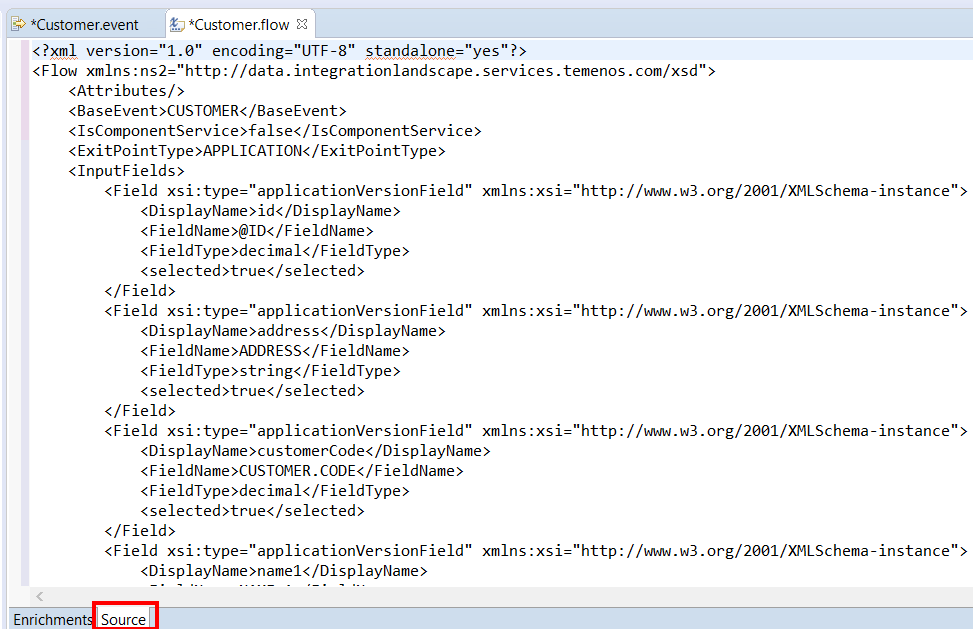 *Customer.event *Customer.flow
<?xml version="1.0" encoding="UTF-8" standalone="yes"?>
<Flow xmlns:ns2="http://data.integrationlandscape.services.temenos.com/xsd">
<Attributes/>
<BaseEvent>CUSTOMER</BaseEvent>
<IsComponentService>false</IsComponentService>
<ExitPointType>APPLICATION</ExitPointType>
<InputFields>
<Field xsi:type="applicationVersionField" xmlns:xsi="http://www.w3.org/2001/XMLSchema-instance">
<DisplayName>id</DisplayName>
<FieldName>@ID</FieldName>
<FieldType>decimal</FieldType>
<selected>true</selected>
</Field>
<Field xsi:type="applicationVersionField" xmlns:xsi="http://www.w3.org/2001/XMLSchema-instance">
<DisplayName>address</DisplayName>
<FieldName>ADDRESS</FieldName>
<FieldType>string</FieldType>
<selected>true</selected>
</Field>
<Field xsi:type="applicationVersionField" xmlns:xsi="http://www.w3.org/2001/XMLSchema-instance">
<DisplayName>customerCode</DisplayName>
<FieldName>CUSTOMER.CODE</FieldName>
<FieldType>decimal</FieldType>
<selected>true</selected>
</Field>
<Field xsi:type="applicationVersionField" xmlns:xsi="http://www.w3.org/2001/XMLSchema-instance">
<DisplayName>name1</DisplayName>
Enrichments Source